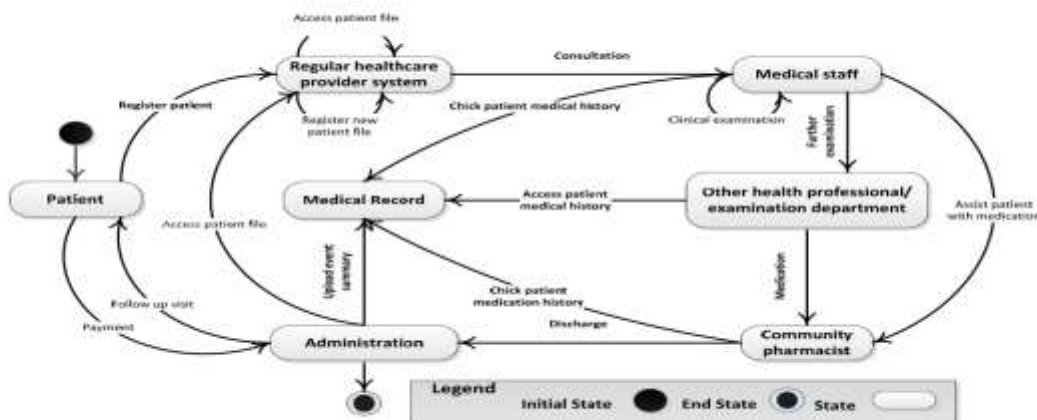 Access patient file
Regular healthcare
provider system
Consultation
Medical staff
Register patient
Chick patient medical history
Register new
patient file
Clinical examination
Further
examination
Patient
Medical Record
Access patient
medical history
Other health professional/
examination department
Access patient file
Assist patient
with medication
Upload event
summary
Medication
Follow up visit
Chick patient
medication history
Payment
Discharge
Administration
Community
pharmacist
Legend
Initial State
End State
State